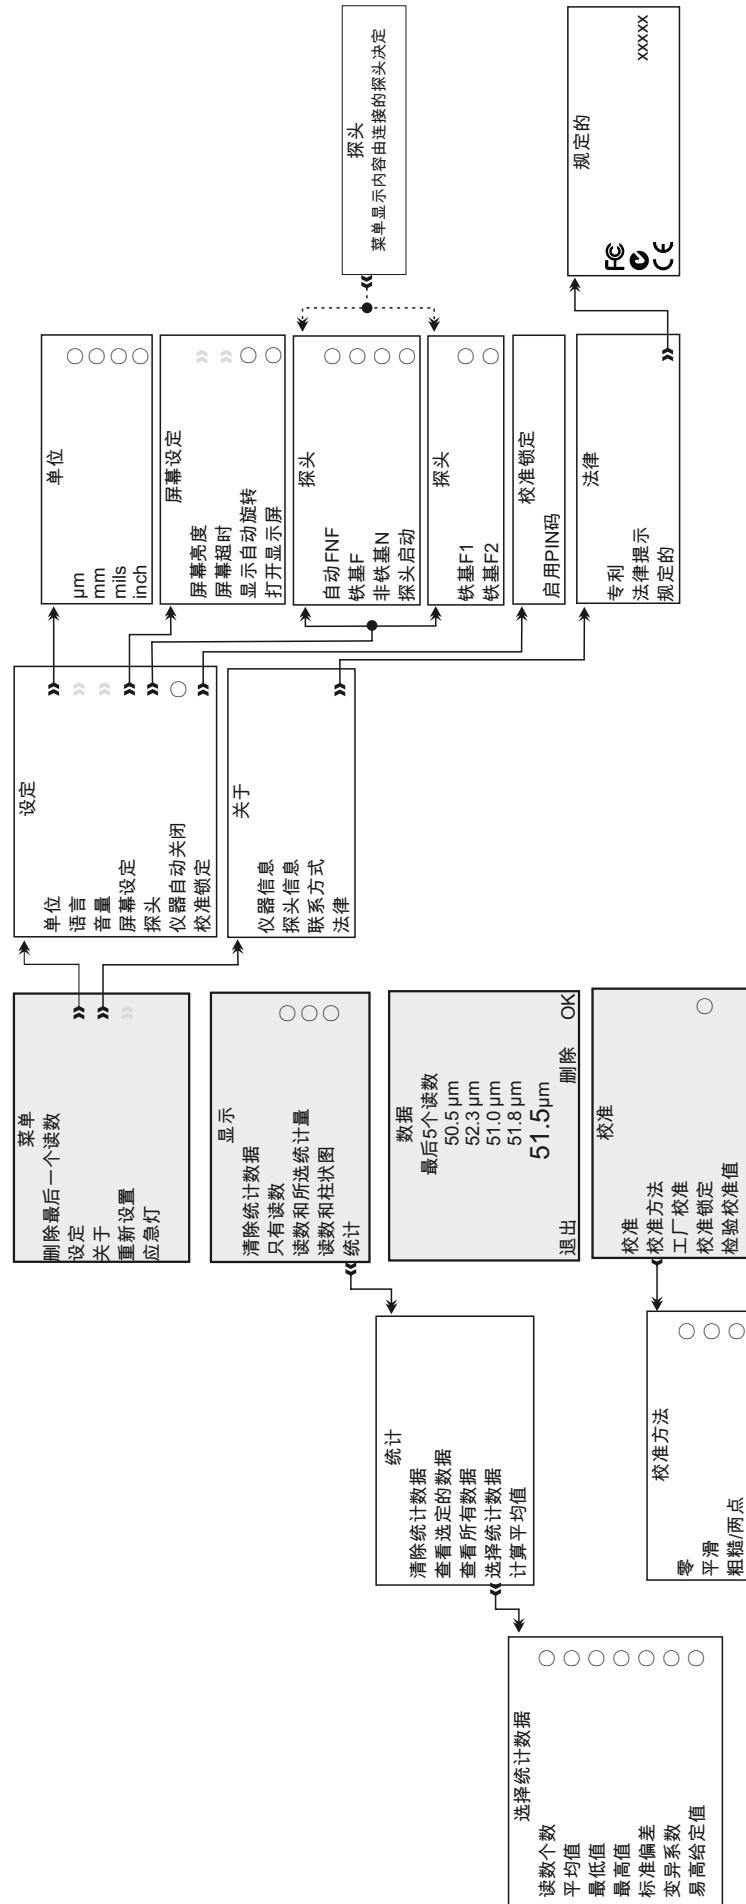 菜单
删除最后一个读数
设定
关于
重新设置
应急灯
设定
单位
语言
音量
屏幕设定
探头
仪器自动关闭
校准锁定
单位
µm
mm
mils
inch
屏幕设定
屏幕亮度
屏幕超时
显示自动旋转
打开显示屏
探头
自动FNF
铁基F
非铁基N
探头启动
探头
铁基F1
铁基F2
探头
菜单显示内容由连接的探头决定
校准锁定
启用PIN码
关于
仪器信息
探头信息
联系方式
法律
法律
专利
法律提示
规定的
规定的
FC
CE
xxxxx
显示
清除统计数据
只有读数
读数和所选统计量
读数和柱状图
统计
统计
清除统计数据
查看选定的数据
查看所有数据
选择统计数据
计算平均值
选择统计数据
读数个数
平均值
最低值
最高值
标准偏差
变异系数
易高给定值
数据
最后5个读数
50.5 µm
52.3 µm
51.0 µm
51.8 µm
51.5µm
退出 删除 OK
校准
校准
校准方法
工厂校准
校准锁定
检验校准值
校准方法
零
平滑
粗糙/两点